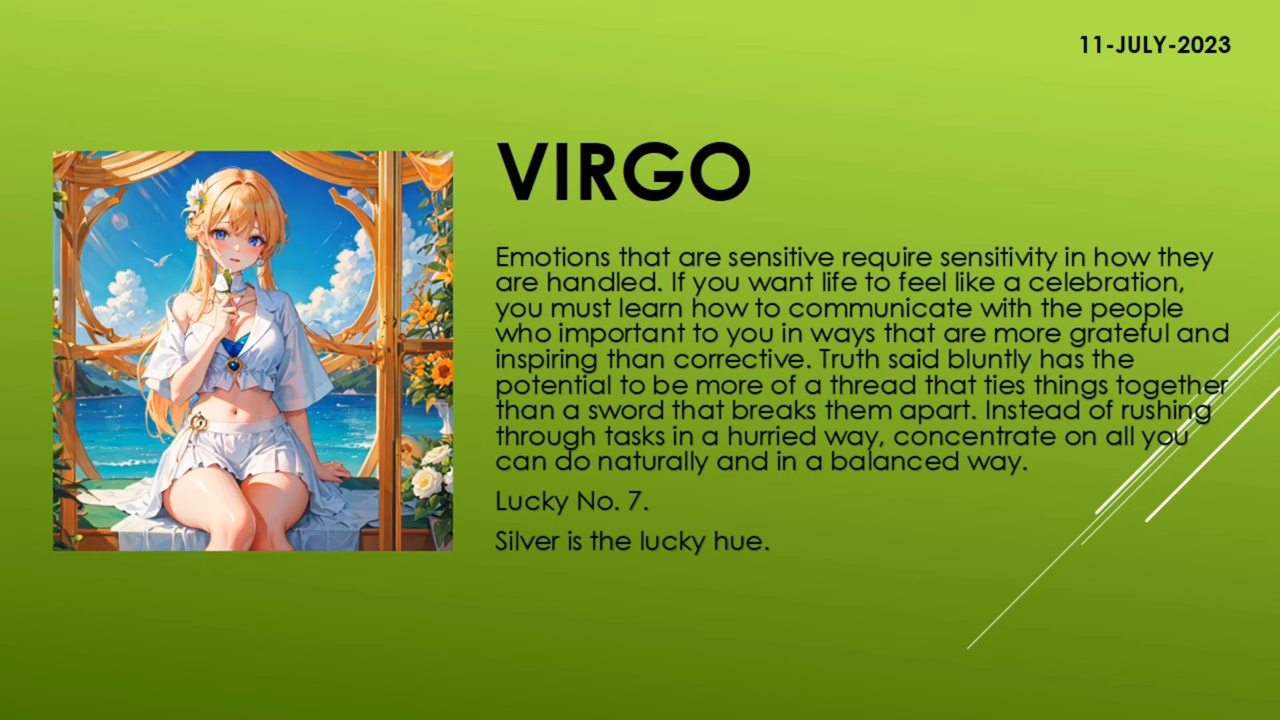 11-JULY-2023
VIRGO
Emotions that are sensitive require sensitivity in how they
are handled. If you want life to feel like a celebration,
you must learn how to communicate with the people
who important to you in ways that are more grateful and
inspiring than corrective. Truth said bluntly has the
potential to be more of a thread that ties things together
than a sword that breaks them apart. Instead of rushing
through tasks in a hurried way, concentrate on all you
can do naturally and in a balanced way.
Lucky No. 7.
Silver is the lucky hue.